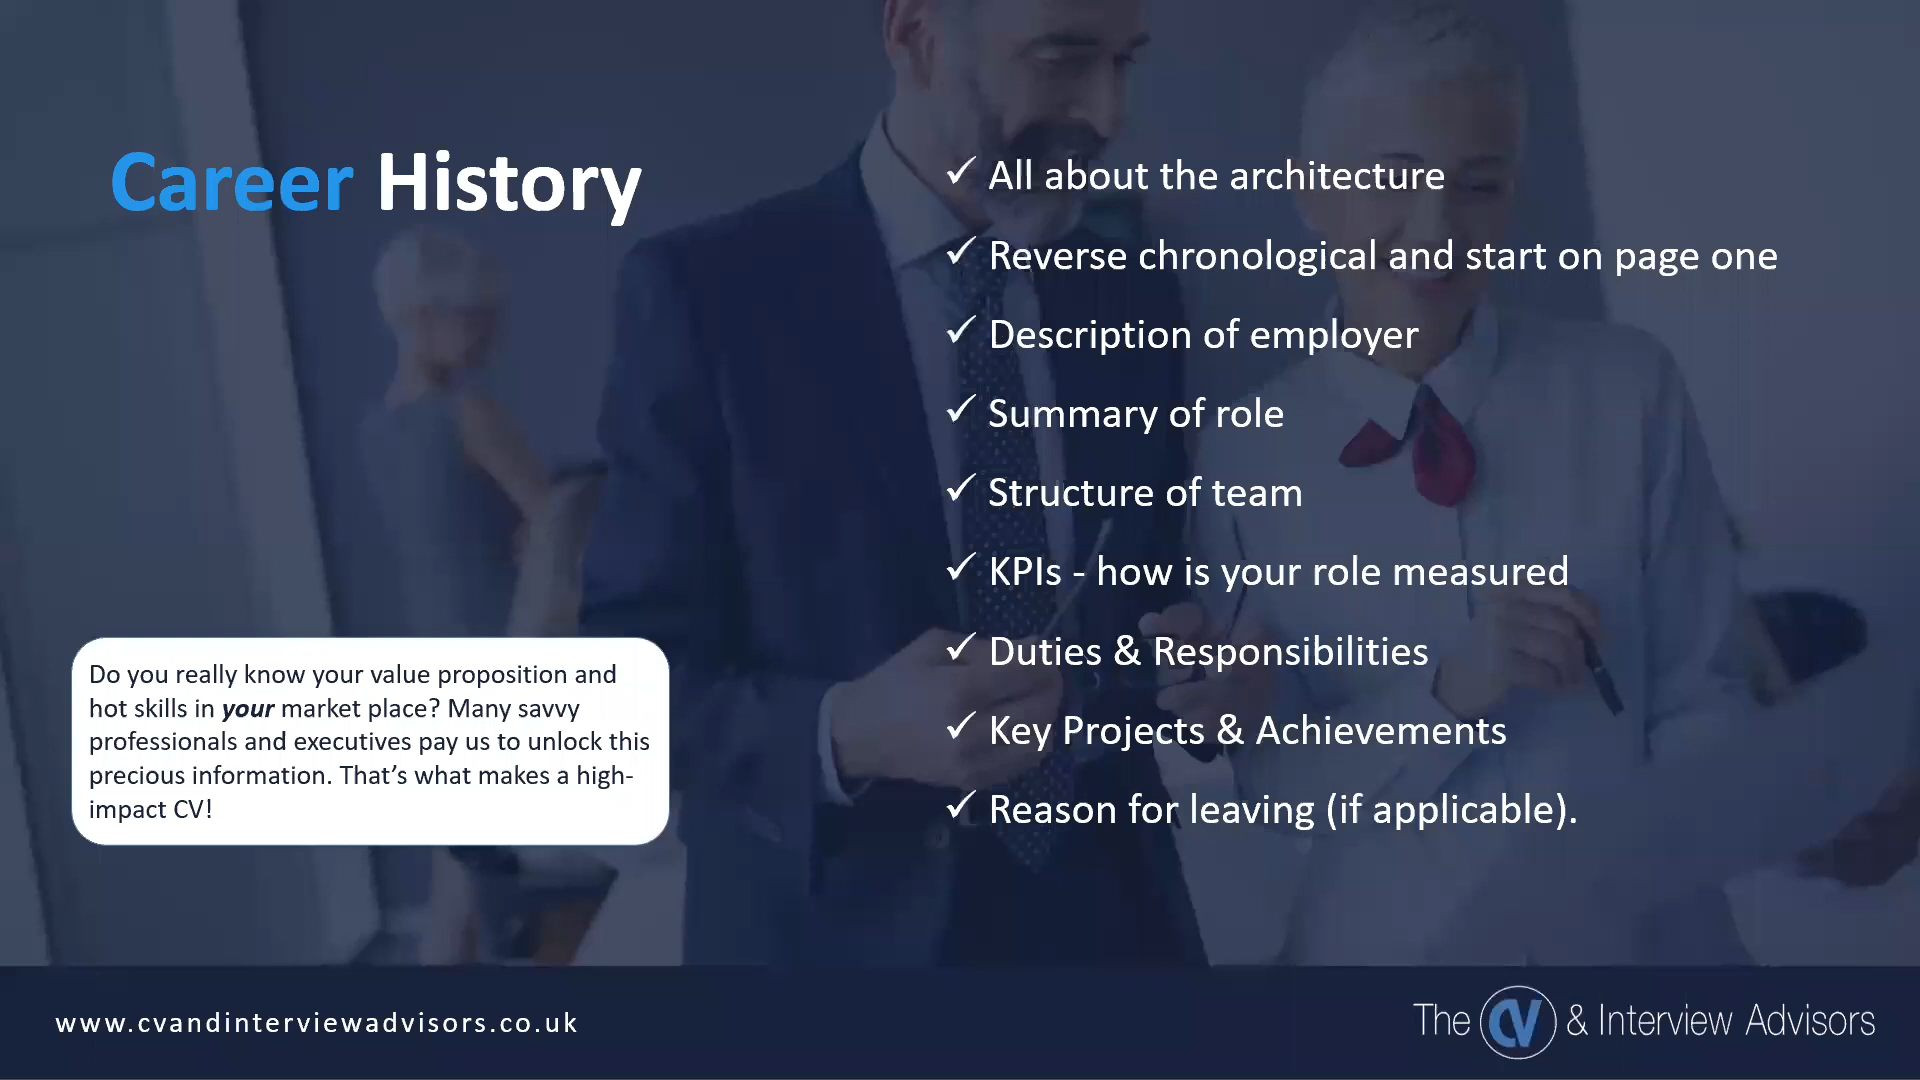 Career History
✓ All about the architecture
✓ Reverse chronological and start on page one
✓ Description of employer
✓ Summary of role
✓ Structure of team
✓ KPIs - how is your role measured
✓ Duties & Responsibilities
✓ Key Projects & Achievements
✓ Reason for leaving (if applicable).
Do you really know your value proposition and
hot skills in your market place? Many savvy
professionals and executives pay us to unlock this
precious information. That’s what makes a high-
impact CV!
www.cvandinterviewadvisors.co.uk
The CV & Interview Advisors